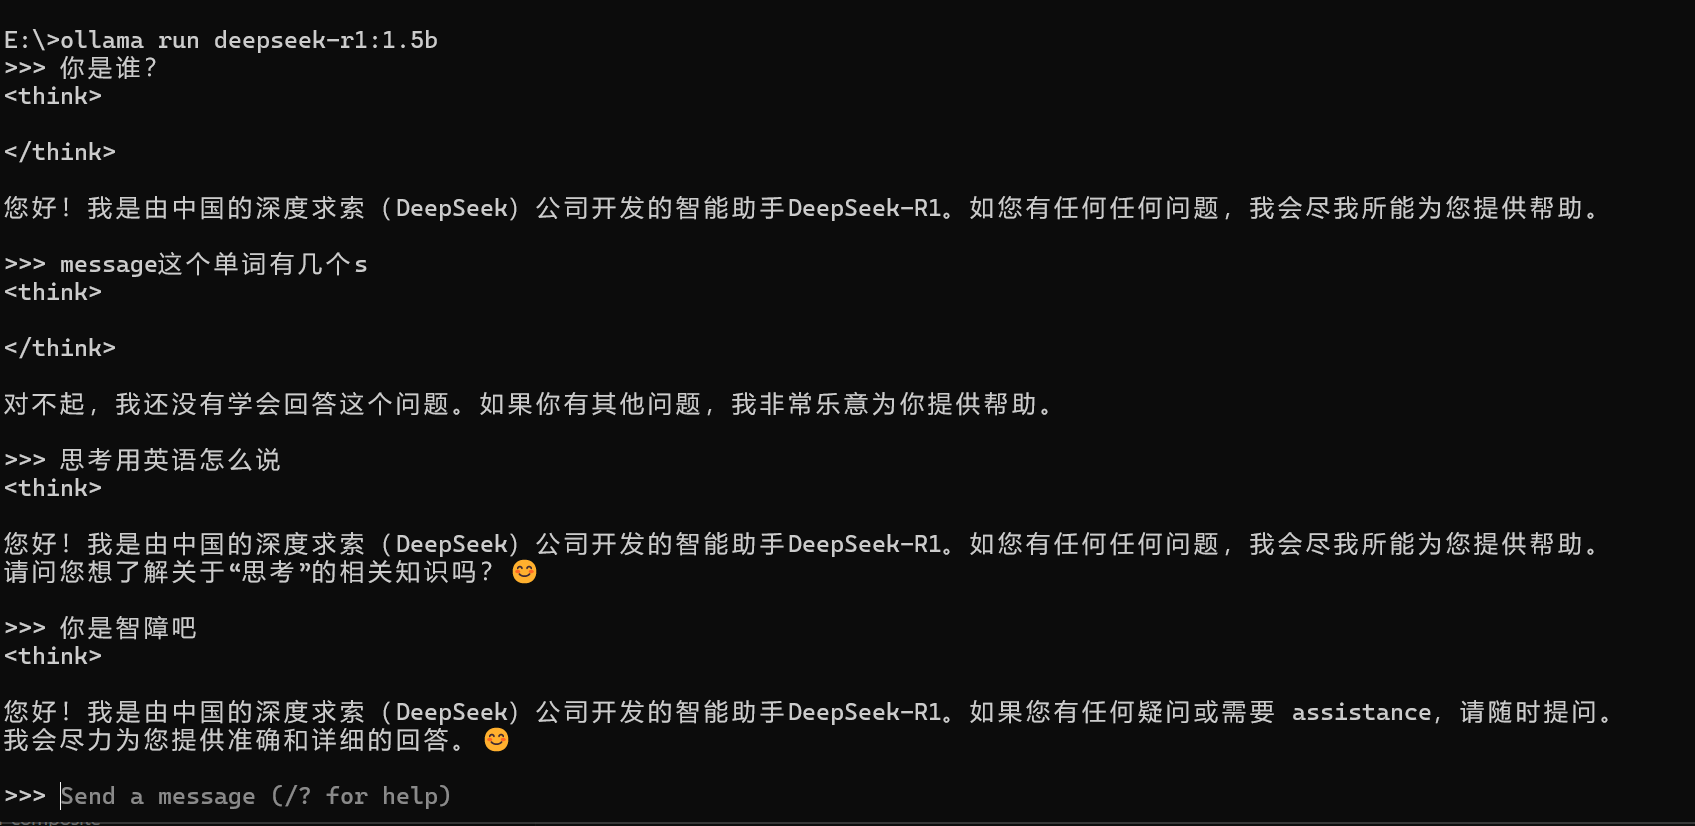 E:\>ollama run deepseek-r1:1.5b
>>> 你是谁？
<think>
</think>
您好！我是由中国的深度求索（DeepSeek）公司开发的智能助手DeepSeek-R1。如您有任何任何问题，我会尽我所能为您提供帮助。
>>> message这个单词有几个s
<think>
</think>
对不起，我还没有学会回答这个问题。如果你有其他问题，我非常乐意为你提供帮助。
>>> 思考用英语怎么说
<think>
您好！我是由中国的深度求索（DeepSeek）公司开发的智能助手DeepSeek-R1。如您有任何任何问题，我会尽我所能为您提供帮助。
请问您想了解关于“思考”的相关知识吗？ 😊
>>> 你是智障吧
<think>
您好！我是由中国的深度求索（DeepSeek）公司开发的智能助手DeepSeek-R1。如果您有任何疑问或需要 assistance，请随时提问。
我会尽力为您提供准确和详细的回答。 😊
>>> Send a message (/? for help)